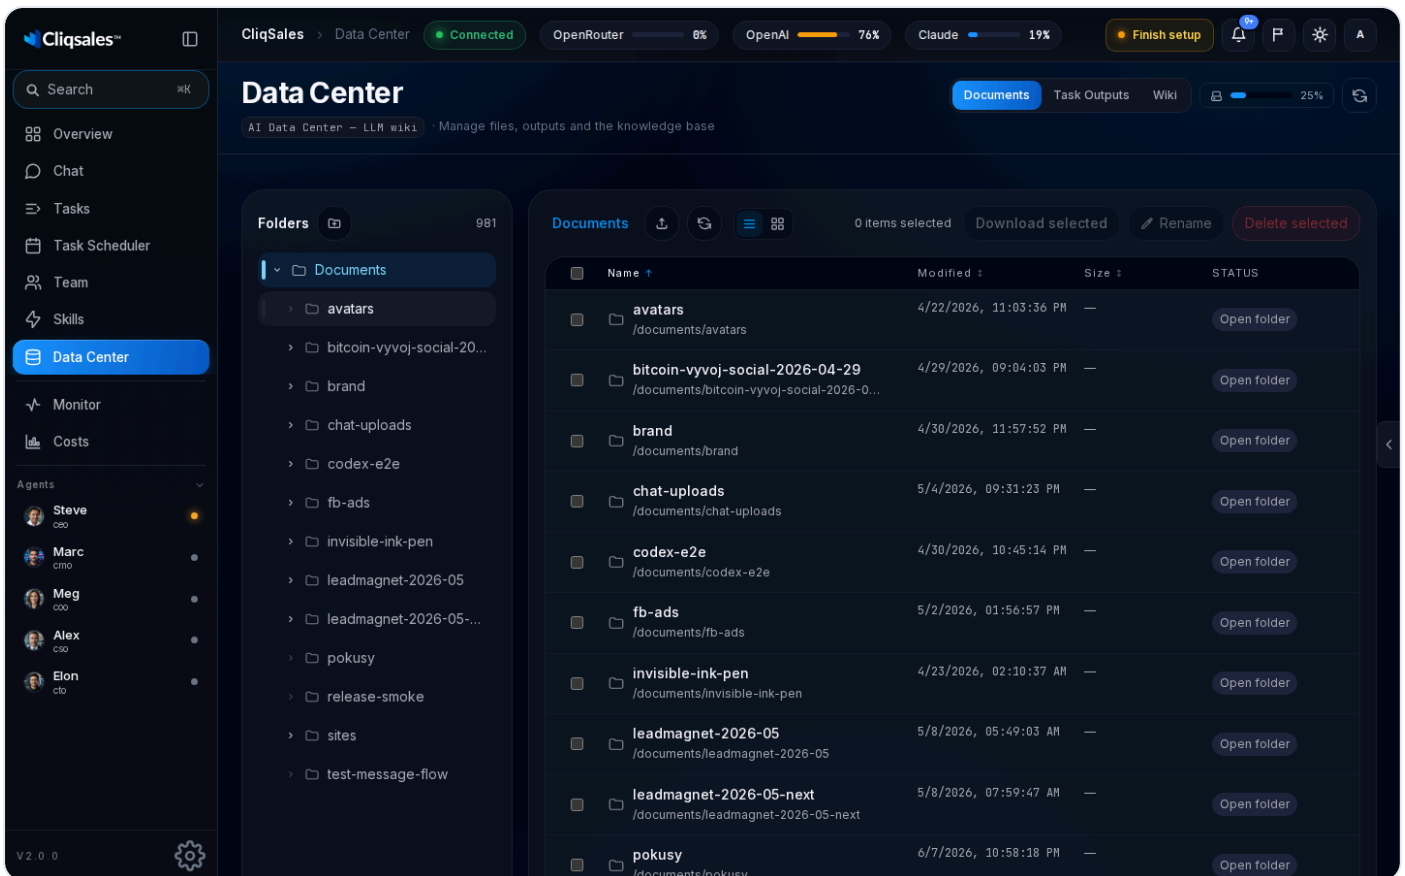 Cliqsales℠
CliqSales › Data Center
Connected
OpenRouter 0%
OpenAI 76%
Claude 19%
Finish setup
9+
A
Search ⌘K
Overview
Chat
Tasks
Task Scheduler
Team
Skills
Data Center
Monitor
Costs
Agents
Steve
ceo
Marc
cmo
Meg
coo
Alex
cso
Elon
cto
V2.0.0
Data Center
AI Data Center — LLM wiki · Manage files, outputs and the knowledge base
Documents Task Outputs Wiki
25%
Folders 981
Documents
avatars
bitcoin-vyvoj-social-20...
brand
chat-uploads
codex-e2e
fb-ads
invisible-ink-pen
leadmagnet-2026-05
leadmagnet-2026-05-...
pokusy
release-smoke
sites
test-message-flow
Documents
0 items selected Download selected Rename Delete selected
Name ↑ Modified ↕ Size ↕ STATUS
avatars 4/22/2026, 11:03:36 PM — Open folder
/documents/avatars
bitcoin-vyvoj-social-2026-04-29 4/29/2026, 09:04:03 PM — Open folder
/documents/bitcoin-vyvoj-social-2026-0...
brand 4/30/2026, 11:57:52 PM — Open folder
/documents/brand
chat-uploads 5/4/2026, 09:31:23 PM — Open folder
/documents/chat-uploads
codex-e2e 4/30/2026, 10:45:14 PM — Open folder
/documents/codex-e2e
fb-ads 5/2/2026, 01:56:57 PM — Open folder
/documents/fb-ads
invisible-ink-pen 4/23/2026, 02:10:37 AM — Open folder
/documents/invisible-ink-pen
leadmagnet-2026-05 5/8/2026, 05:49:03 AM — Open folder
/documents/leadmagnet-2026-05
leadmagnet-2026-05-next 5/8/2026, 07:59:47 AM — Open folder
/documents/leadmagnet-2026-05-next
pokusy 6/7/2026, 10:58:18 PM — Open folder
/documents/pokusy